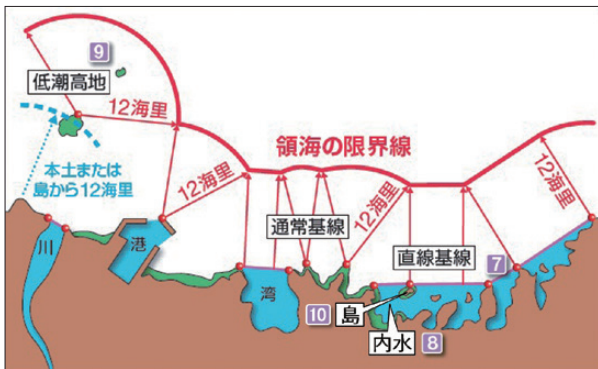 9
低潮高地
12海里
領海の限界線
本土または
島から12海里
12海里
12海里
12海里
通常基線
直線基線
7
川
港
湾
10
島
内水
8